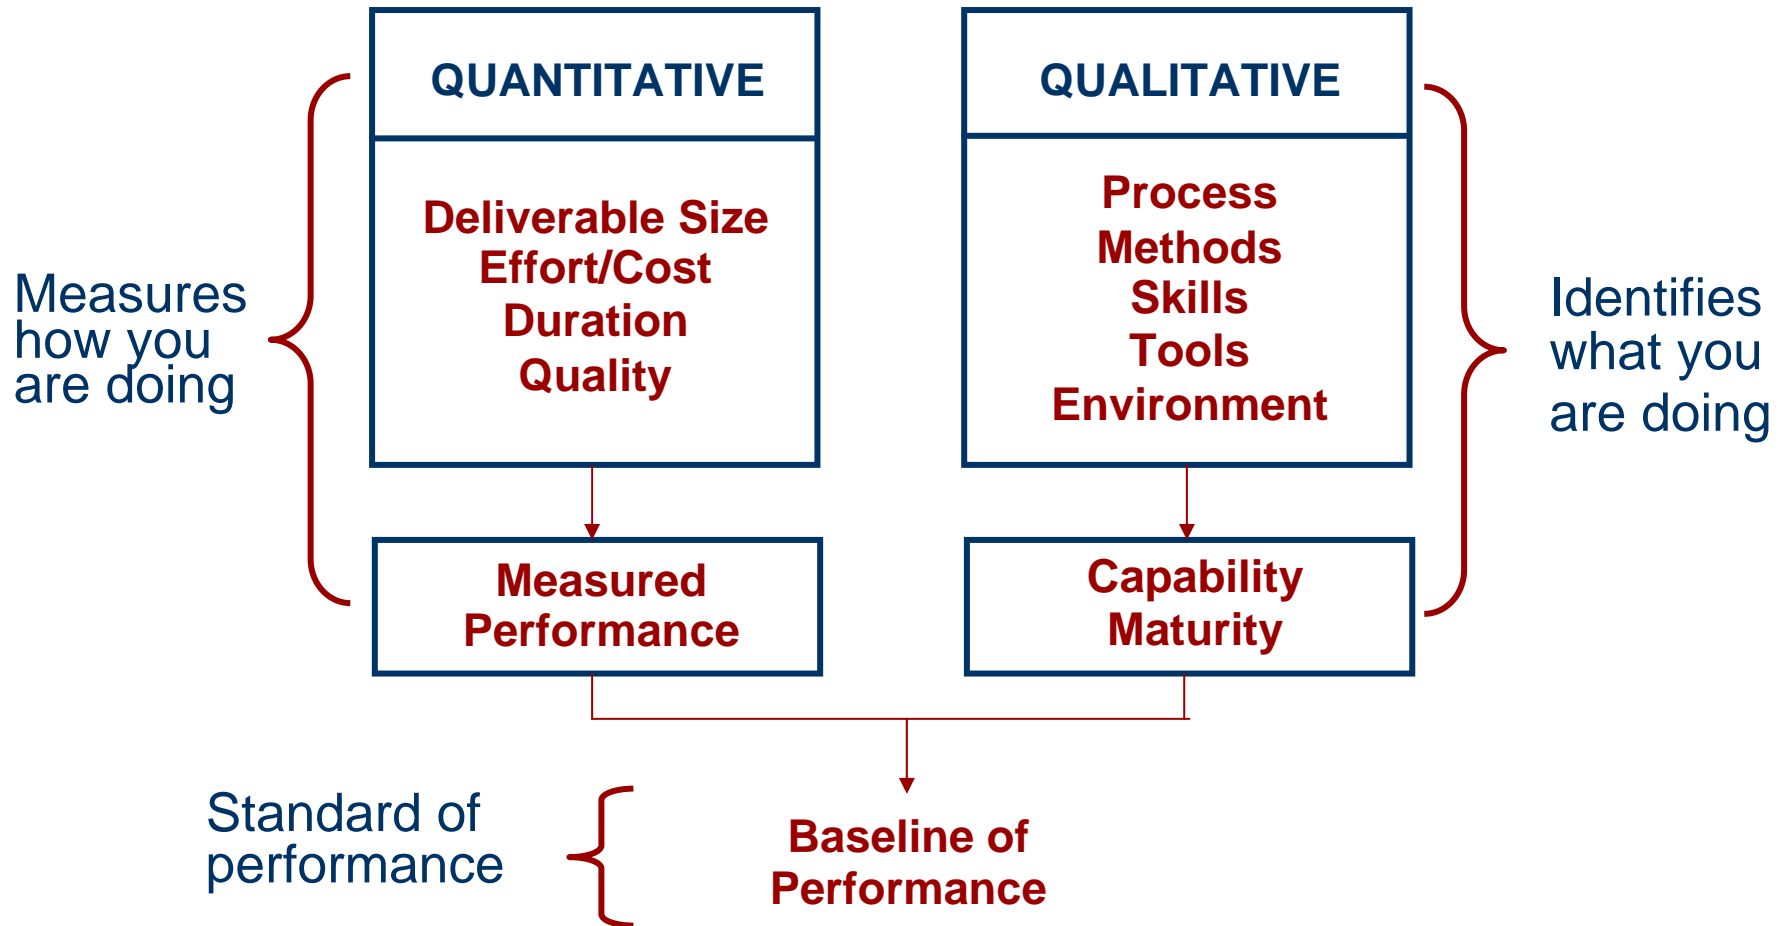 QUANTITATIVE
Deliverable Size
Effort/Cost
Duration
Quality
Measures
how you
are doing
Measured
Performance
QUALITATIVE
Process
Methods
Skills
Tools
Environment
Identifies
what you
are doing
Capability
Maturity
Standard of
performance
Baseline of
Performance